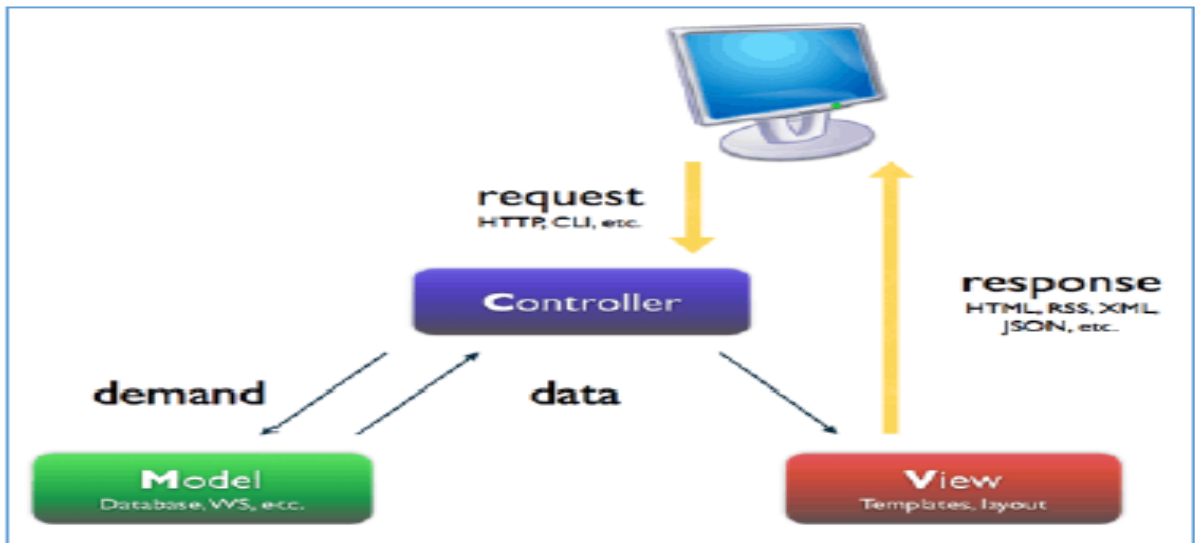 request
HTTP, CLI, etc.
Controller
response
HTML, RSS, XML,
JSON, etc.
demand
data
Model
Database, WS, etc.
View
Templates, layout